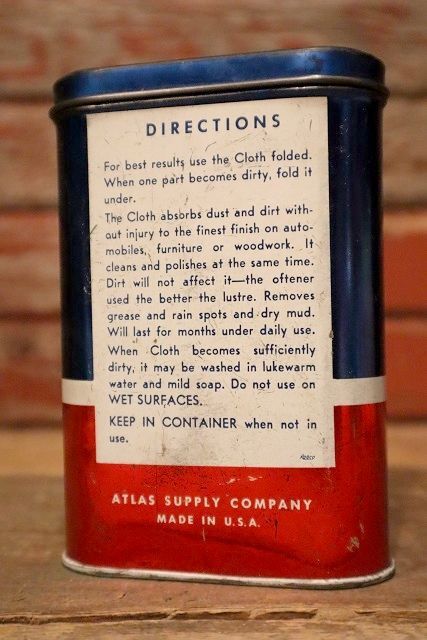 DIRECTIONS
For best results use the Cloth folded.
When one part becomes dirty, fold it
under.
The Cloth absorbs dust and dirt with-
out injury to the finest finish on auto-
mobiles, furniture or woodwork. It
cleans and polishes at the same time.
Dirt will not affect it—the oftener
used the better the lustre. Removes
grease and rain spots and dry mud.
Will last for months under daily use.
When Cloth becomes sufficiently
dirty, it may be washed in lukewarm
water and mild soap. Do not use on
WET SURFACES.
KEEP IN CONTAINER when not in
use.
ATLAS SUPPLY COMPANY
MADE IN U.S.A.